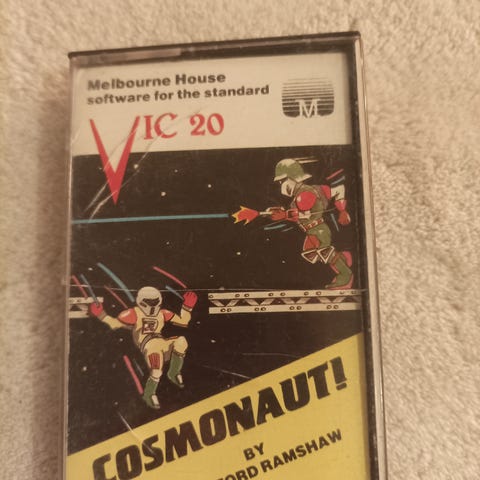 Melbourne House
software for the standard
M
VIC 20
COSMONAUT!
BY
RAMSHAW